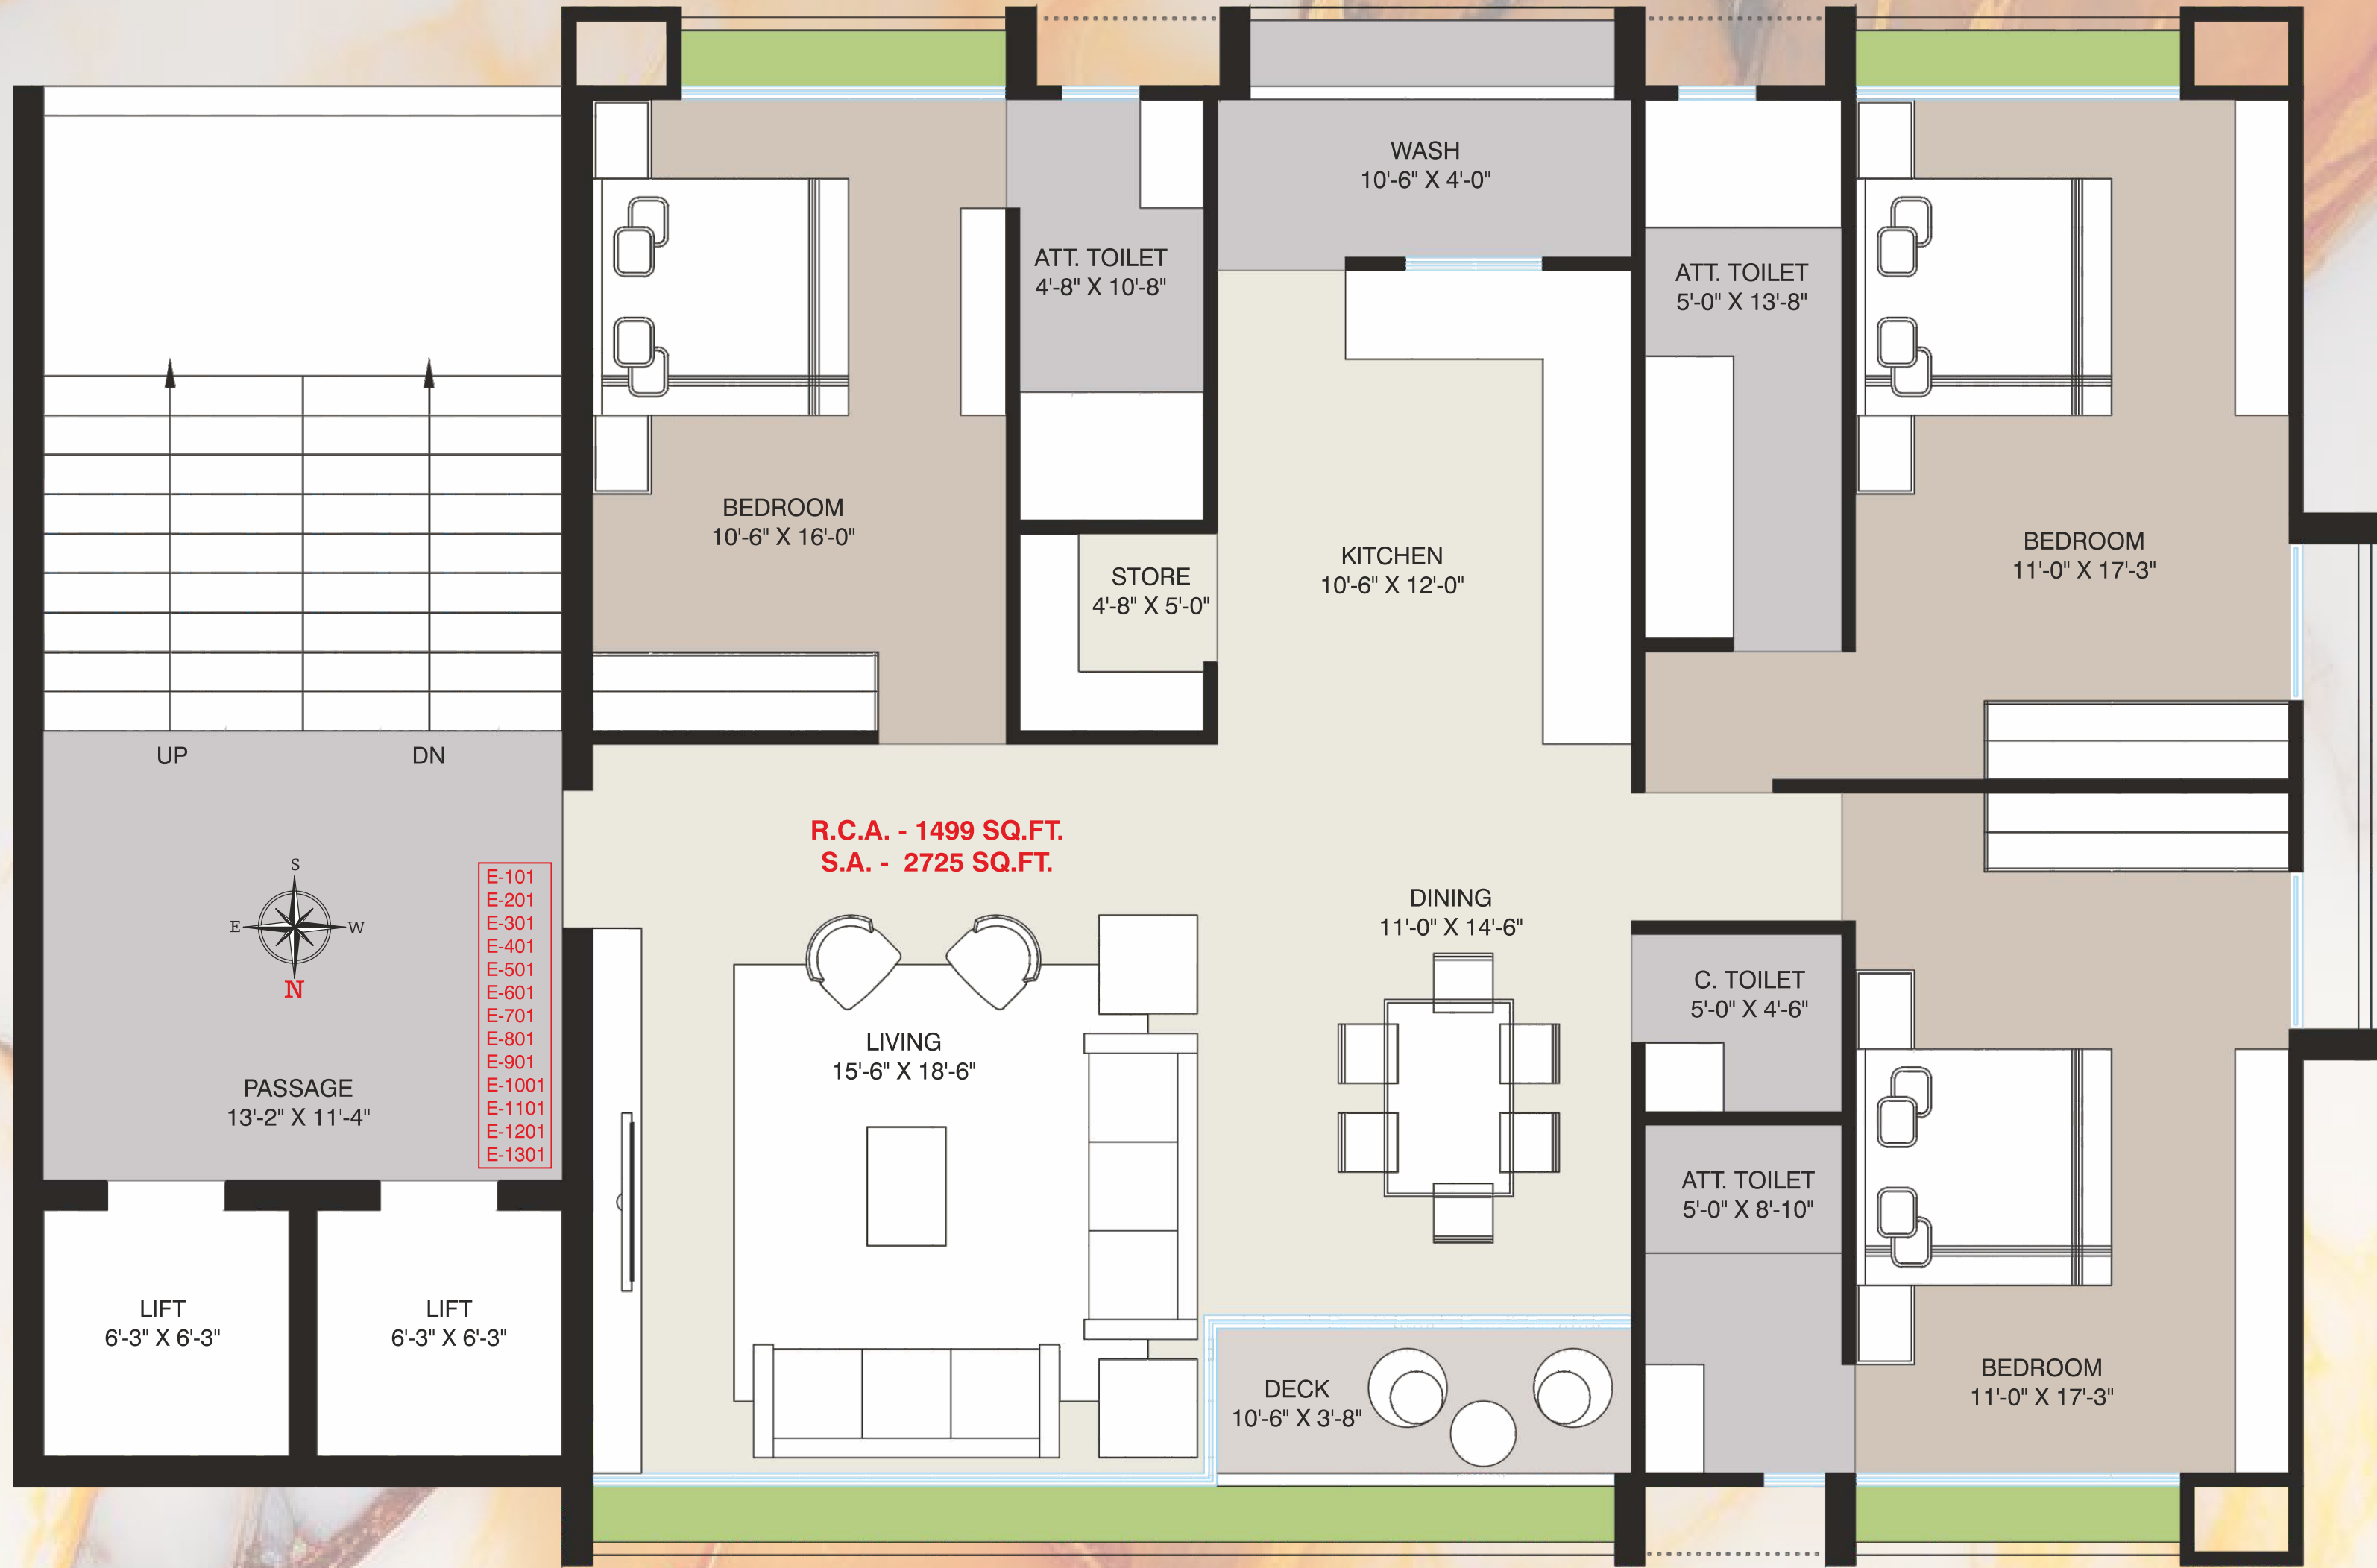 WASH
10'-6" X 4'-0"
ATT. TOILET
4'-8" X 10'-8"
ATT. TOILET
5'-0" X 13'-8"
BEDROOM
10'-6" X 16'-0"
STORE
4'-8" X 5'-0"
KITCHEN
10'-6" X 12'-0"
BEDROOM
11'-0" X 17'-3"
UP
DN
R.C.A. - 1499 SQ.FT.
S.A. - 2725 SQ.FT.
S
E
W
N
E-101
E-201
E-301
E-401
E-501
E-601
E-701
E-801
E-901
E-1001
E-1101
E-1201
E-1301
DINING
11'-0" X 14'-6"
C. TOILET
5'-0" X 4'-6"
LIVING
15'-6" X 18'-6"
PASSAGE
13'-2" X 11'-4"
ATT. TOILET
5'-0" X 8'-10"
LIFT
6'-3" X 6'-3"
LIFT
6'-3" X 6'-3"
DECK
10'-6" X 3'-8"
BEDROOM
11'-0" X 17'-3"